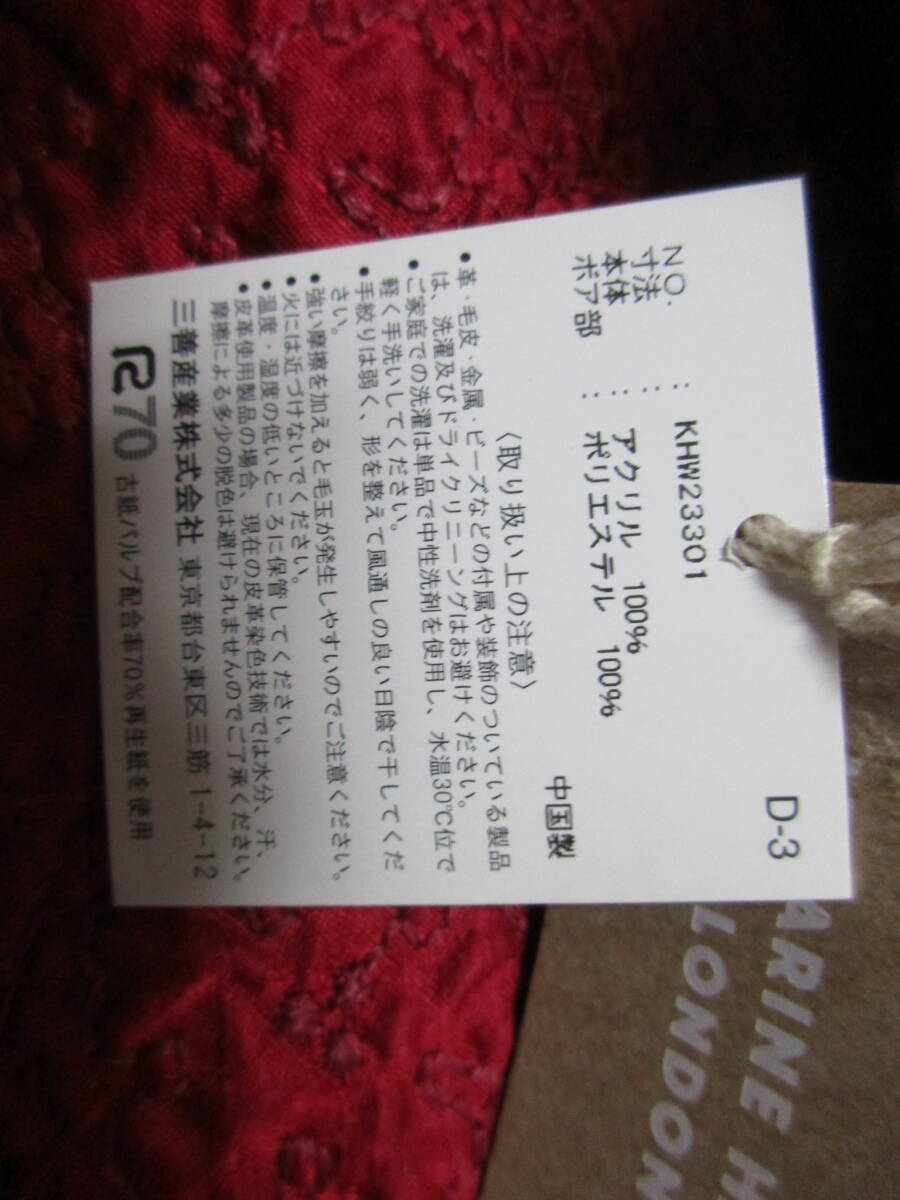 D-3
NO. : KHW23301
寸法 :
本体 : アクリル 100%
ボア部 : ポリエステル 100%
中国製
〈取り扱い上の注意〉
●革・毛皮・金属・ビーズなどの付属や装飾のついている製品
は、洗濯及びドライクリーニングはお避けください。
●ご家庭での洗濯は単品で中性洗剤を使用し、水温30℃位で
軽く手洗いしてください。
●手絞りは弱く、形を整えて風通しの良い日陰で干してくだ
さい。
●強い摩擦を加えると毛玉が発生しやすいのでご注意ください。
●火には近づけないでください。
●温度・湿度の低いところに保管してください。
●皮革使用製品の場合、現在の皮革染色技術では水分、汗、
摩擦による多少の脱色は避けられませんのでご了承ください。
三善産業株式会社 東京都台東区三筋1-4-12
R70 古紙パルプ配合率70%再生紙を使用
ARINE H
LONDON